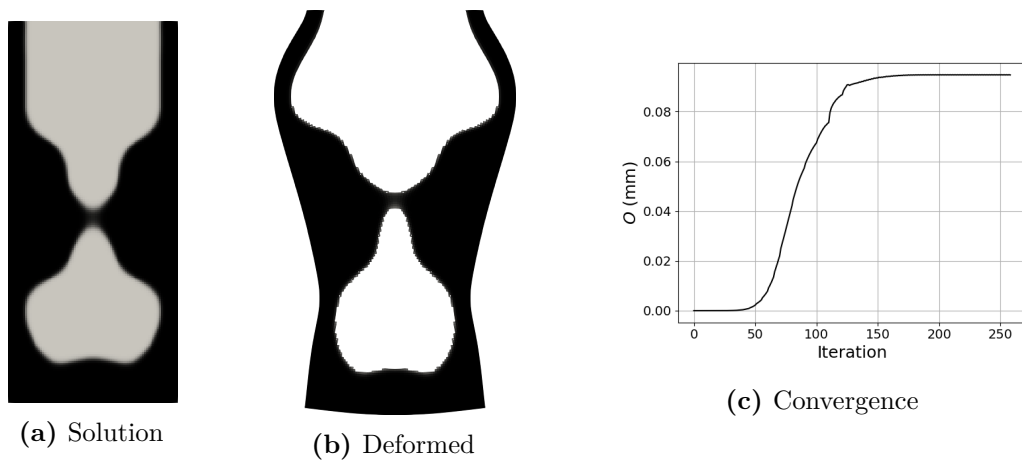 (a) Solution
(b) Deformed
O (mm)
0.08
0.06
0.04
0.02
0.00
0 50 100 150 200 250
Iteration
(c) Convergence